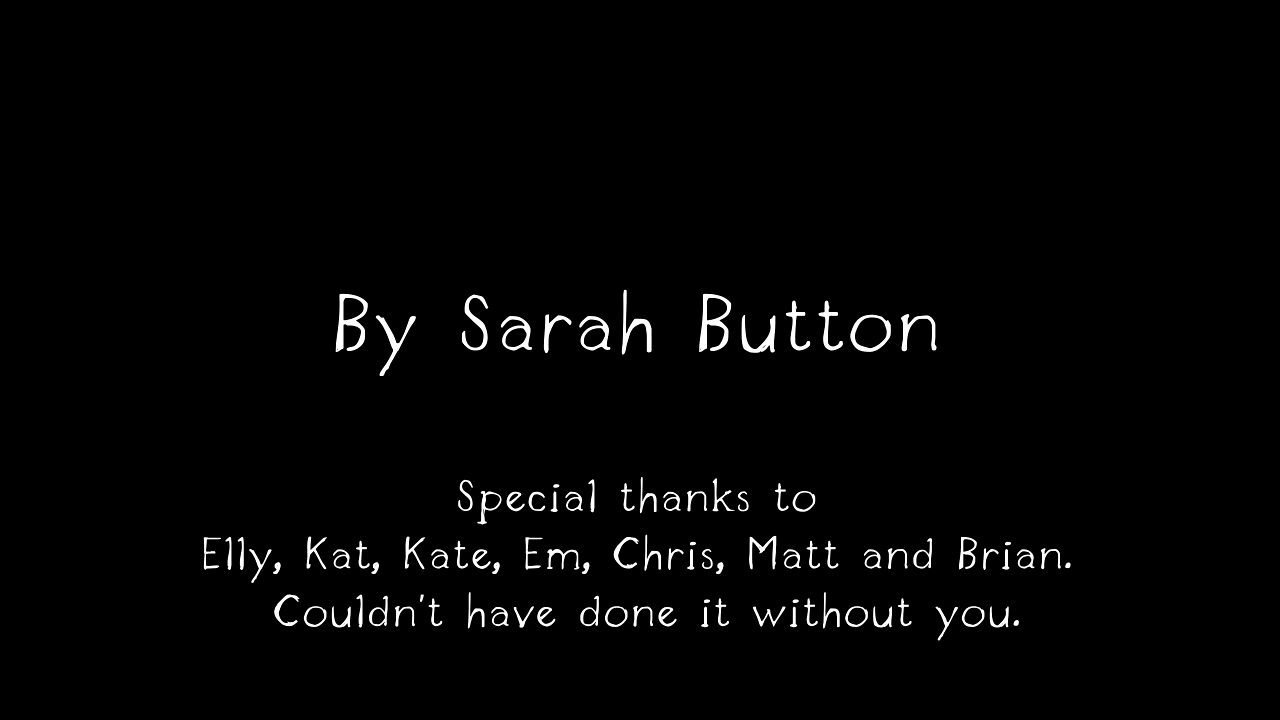 By Sarah Button
Special thanks to
Elly, Kat, Kate, Em, Chris, Matt and Brian.
Couldn't have done it without you.